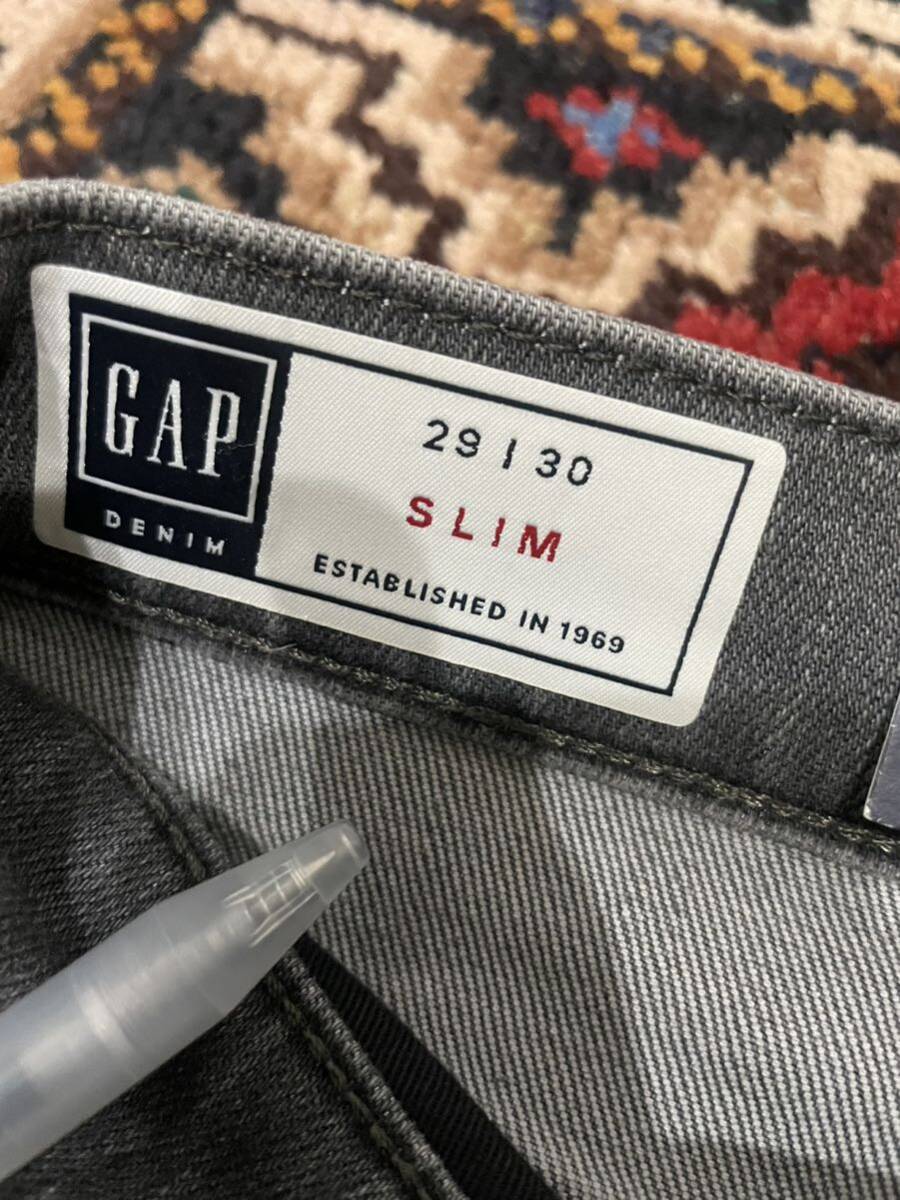 GAP
DENIM
29 | 30
SLIM
ESTABLISHED IN 1969